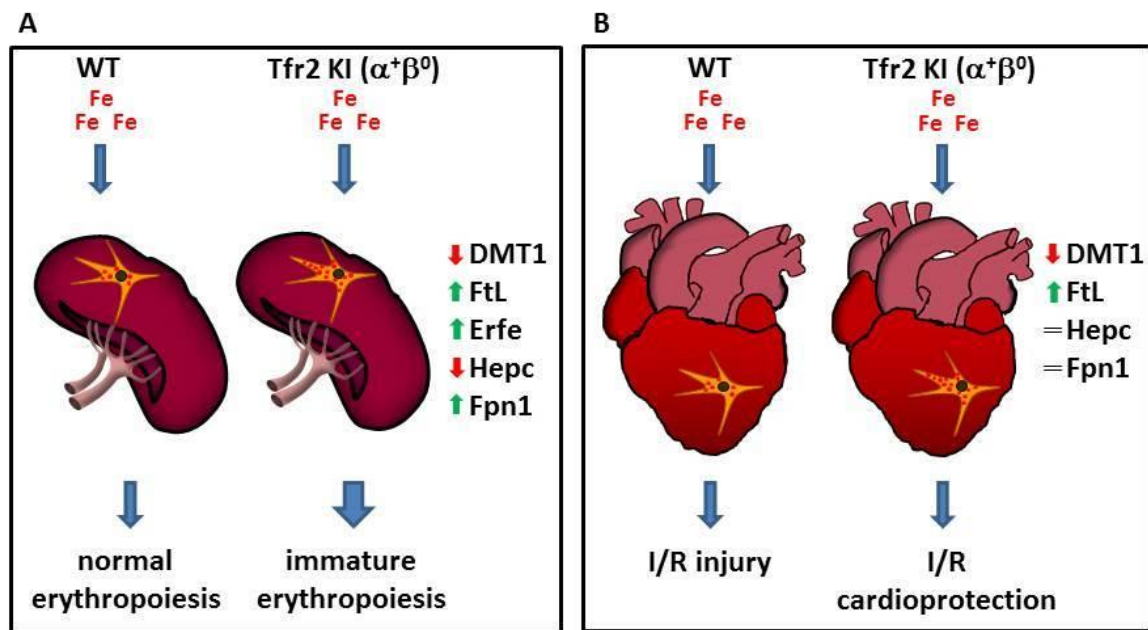 A
WT
Fe
Fe Fe
Tfr2 KI (α⁺β⁰)
Fe
Fe Fe
DMT1
FtL
Erfe
Hepc
Fpn1
normal
erythropoiesis
immature
erythropoiesis
B
WT
Fe
Fe Fe
Tfr2 KI (α⁺β⁰)
Fe
Fe Fe
DMT1
FtL
=Hepc
=Fpn1
I/R injury
I/R
cardioprotection